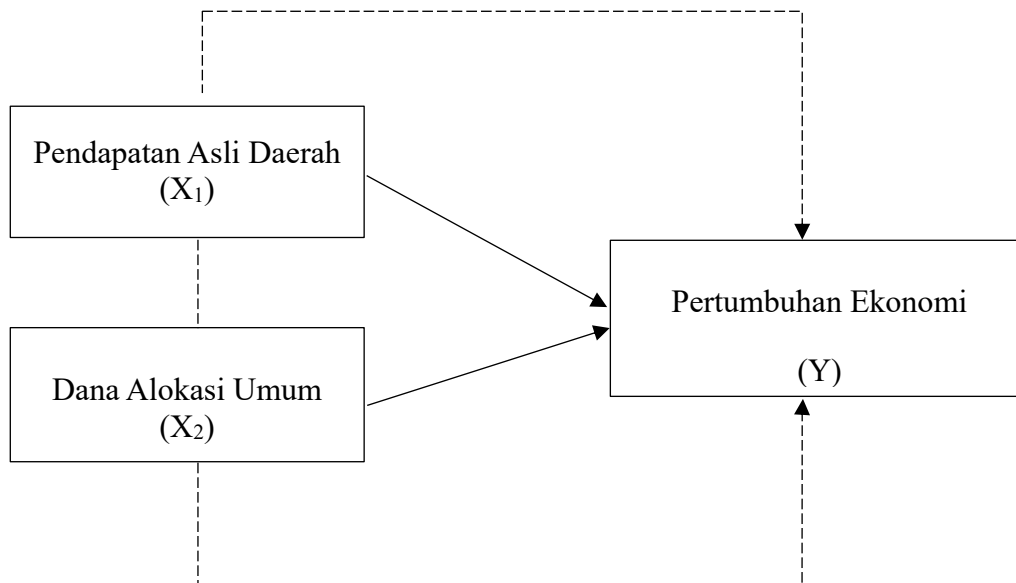 Pendapatan Asli Daerah
(X₁)
Dana Alokasi Umum
(X₂)
Pertumbuhan Ekonomi
(Y)